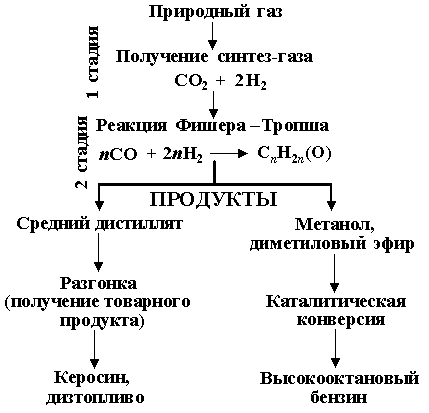 Природный газ
1 стадия
Получение синтез-газа
CO₂ + 2H₂
2 стадия
Реакция Фишера – Тропша
nCO + 2nH₂ → CₙH₂ₙ(O)
ПРОДУКТЫ
Средний дистиллят
Разгонка
(получение товарного
продукта)
Керосин,
дизтопливо
Метанол,
диметиловый эфир
Каталитическая
конверсия
Высокооктановый
бензин